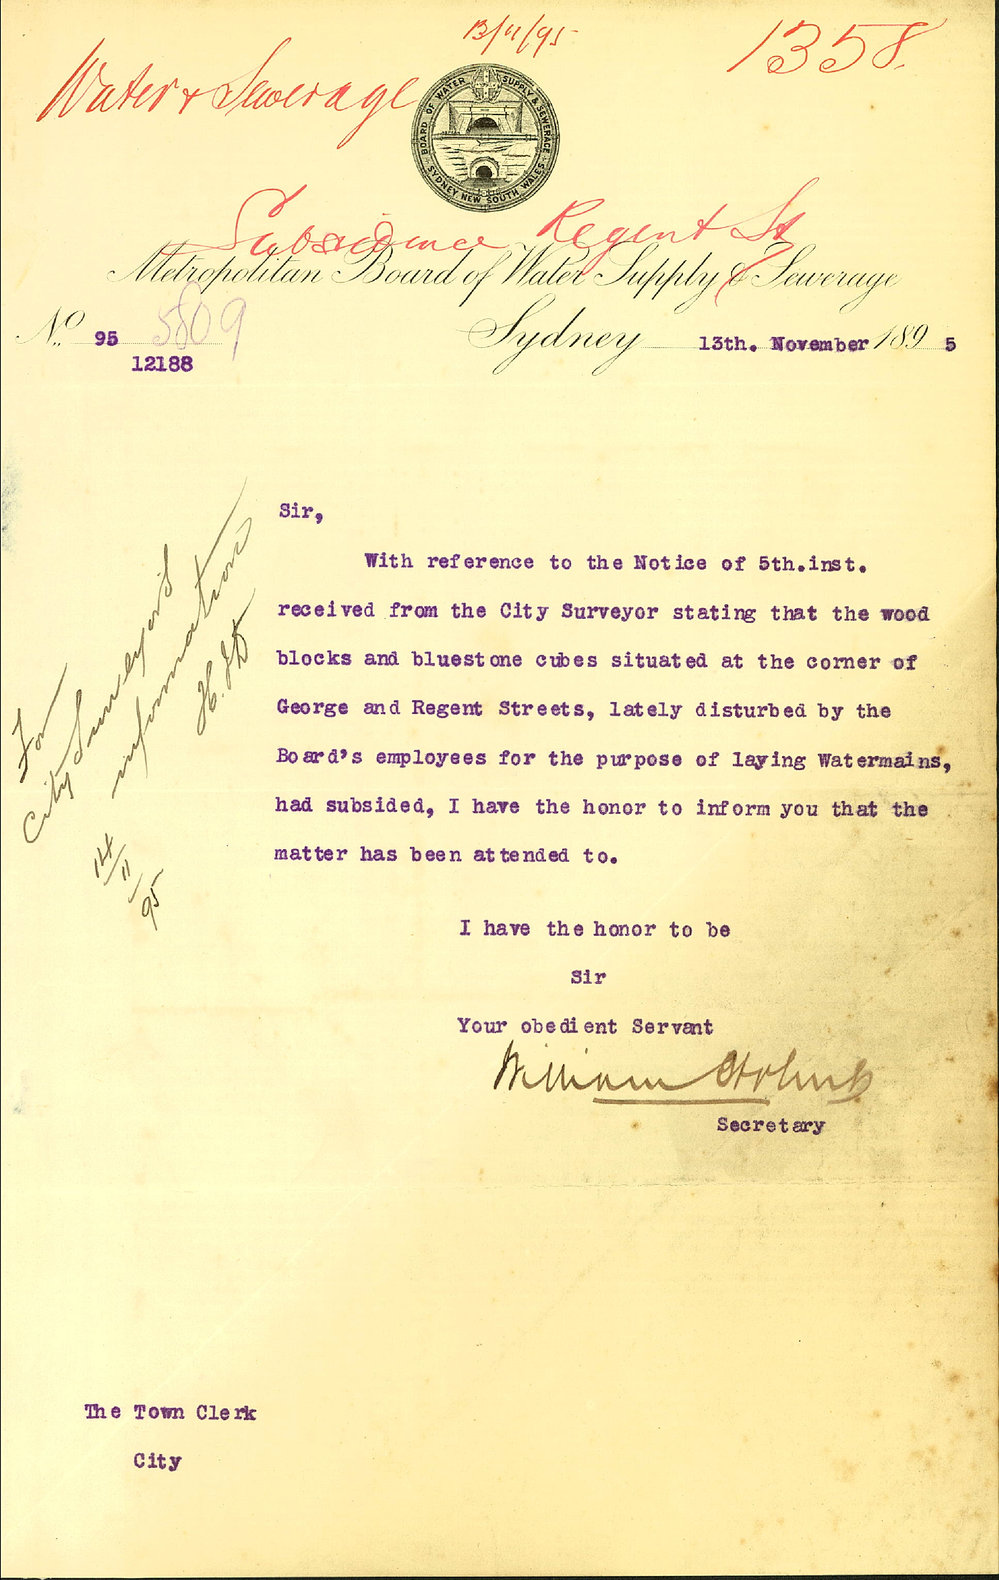 13/11/95
1358.
Water & Sewerage
BOARD OF WATER SUPPLY & SEWERAGE
SYDNEY NEW SOUTH WALES
Subsidence Regent St
Metropolitan Board of Water Supply & Sewerage
No. 95 5809
12188
Sydney 13th. November 1895
Sir,
With reference to the Notice of 5th.inst.
received from the City Surveyor stating that the wood
blocks and bluestone cubes situated at the corner of
George and Regent Streets, lately disturbed by the
Board's employees for the purpose of laying Watermains,
had subsided, I have the honor to inform you that the
matter has been attended to.
For
City Surveyor's
information
14/11/95
I have the honor to be
Sir
Your obedient Servant
William Holmes
Secretary
The Town Clerk
City